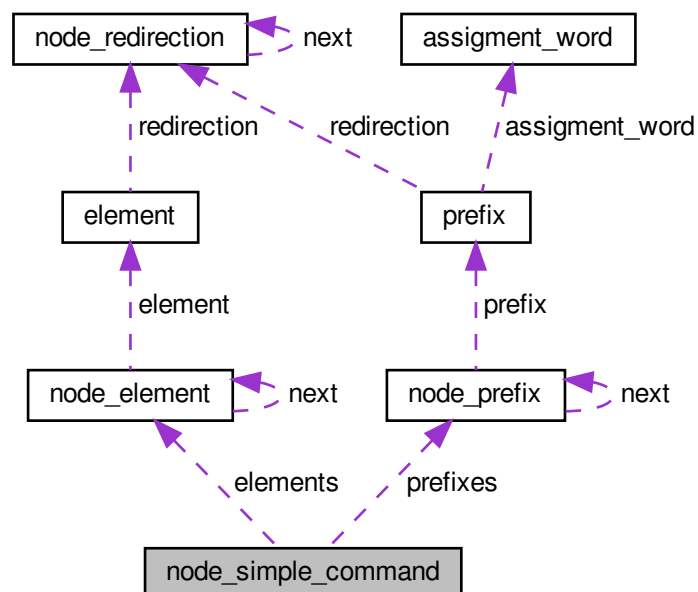 node_redirection
next
assigment_word
redirection
redirection
assigment_word
element
prefix
element
prefix
node_element
next
node_prefix
next
elements
prefixes
node_simple_command